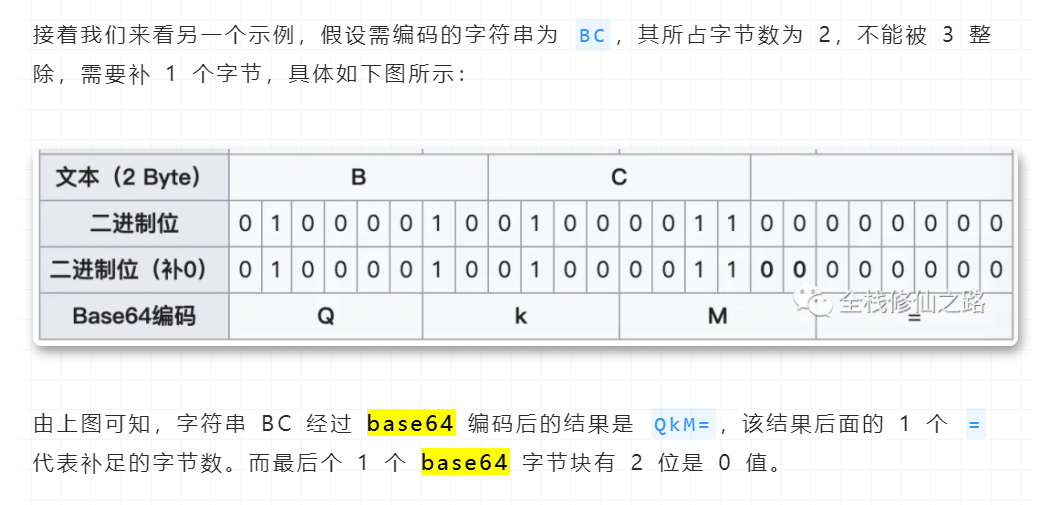 接着我们来看另一个示例，假设需编码的字符串为 BC，其所占字节数为 2，不能被 3 整
除，需要补 1 个字节，具体如下图所示：
文本（2 Byte） B C
二进制位 0 1 0 0 0 0 1 0 0 1 0 0 0 0 1 1 0 0 0 0 0 0 0 0
二进制位（补0） 0 1 0 0 0 0 1 0 0 1 0 0 0 0 1 1 0 0 0 0 0 0 0 0
Base64编码 Q k M =
全栈修仙之路
由上图可知，字符串 BC 经过 base64 编码后的结果是 QkM=，该结果后面的 1 个 =
代表补足的字节数。而最后个 1 个 base64 字节块有 2 位是 0 值。